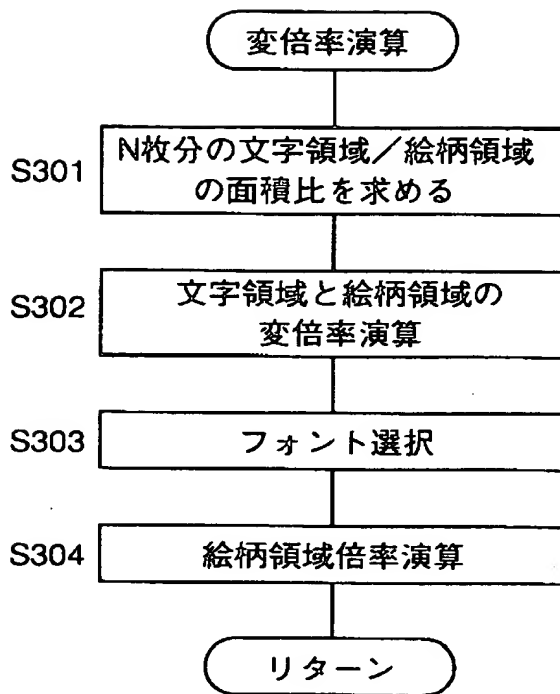 変倍率演算
S301
N枚分の文字領域／絵柄領域
の面積比を求める
S302
文字領域と絵柄領域の
変倍率演算
S303
フォント選択
S304
絵柄領域倍率演算
リターン